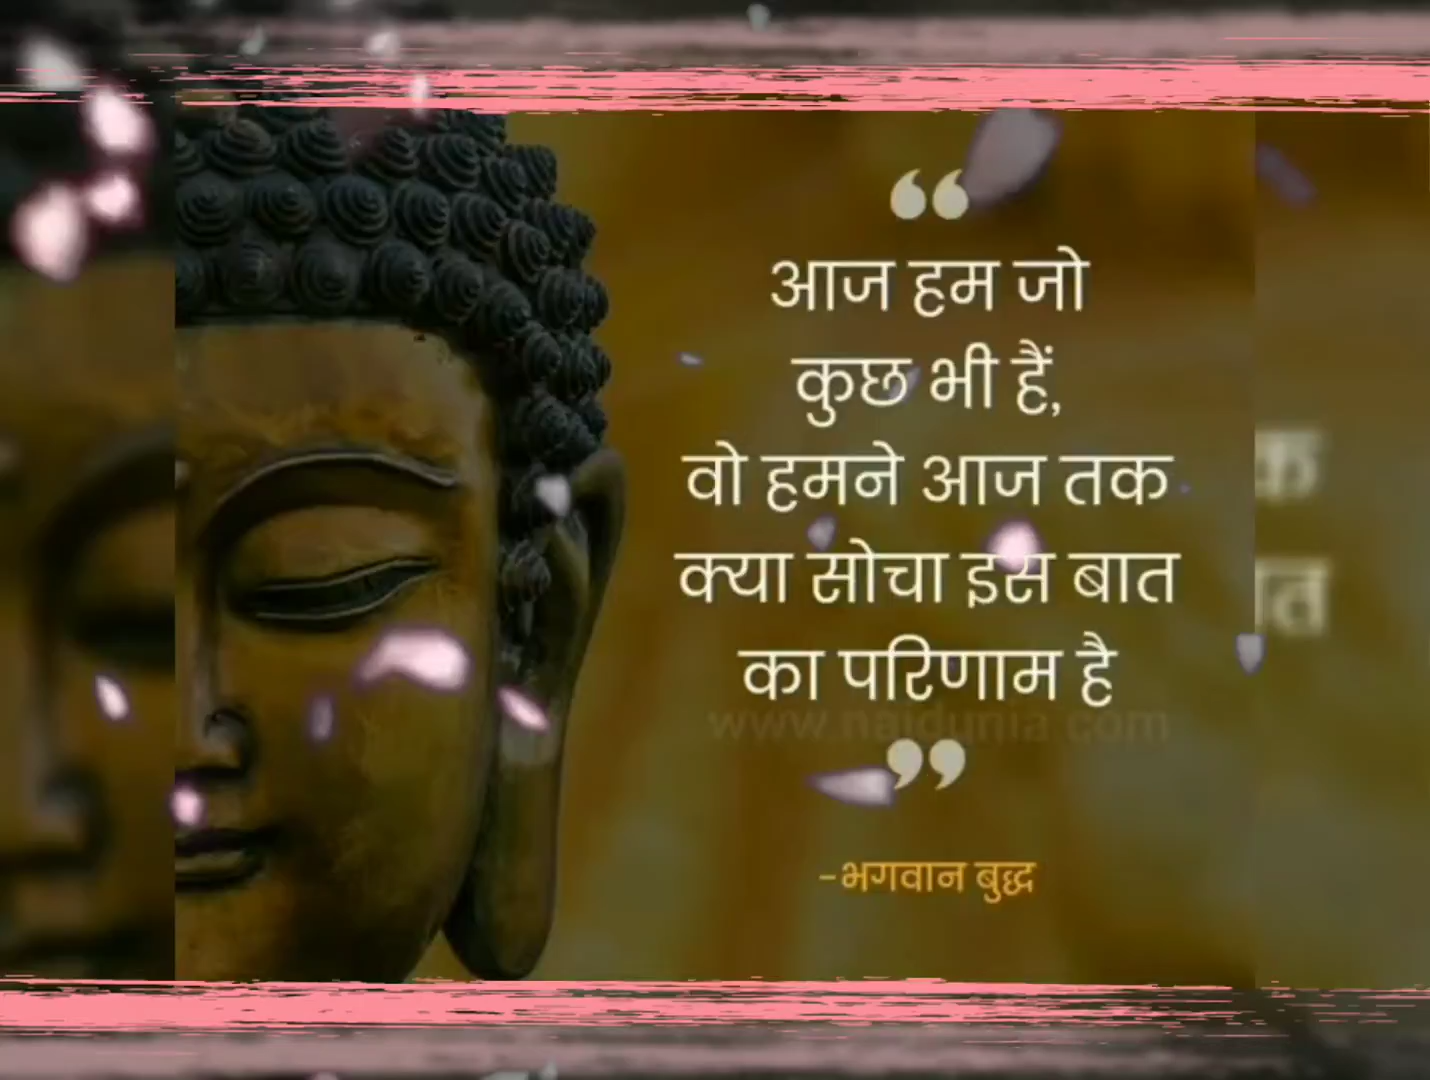 “
आज हम जो
कुछ भी हैं,
वो हमने आज तक
क्या सोचा इस बात
का परिणाम है
www.naidunia.com
”
-भगवान बुद्ध
क
त